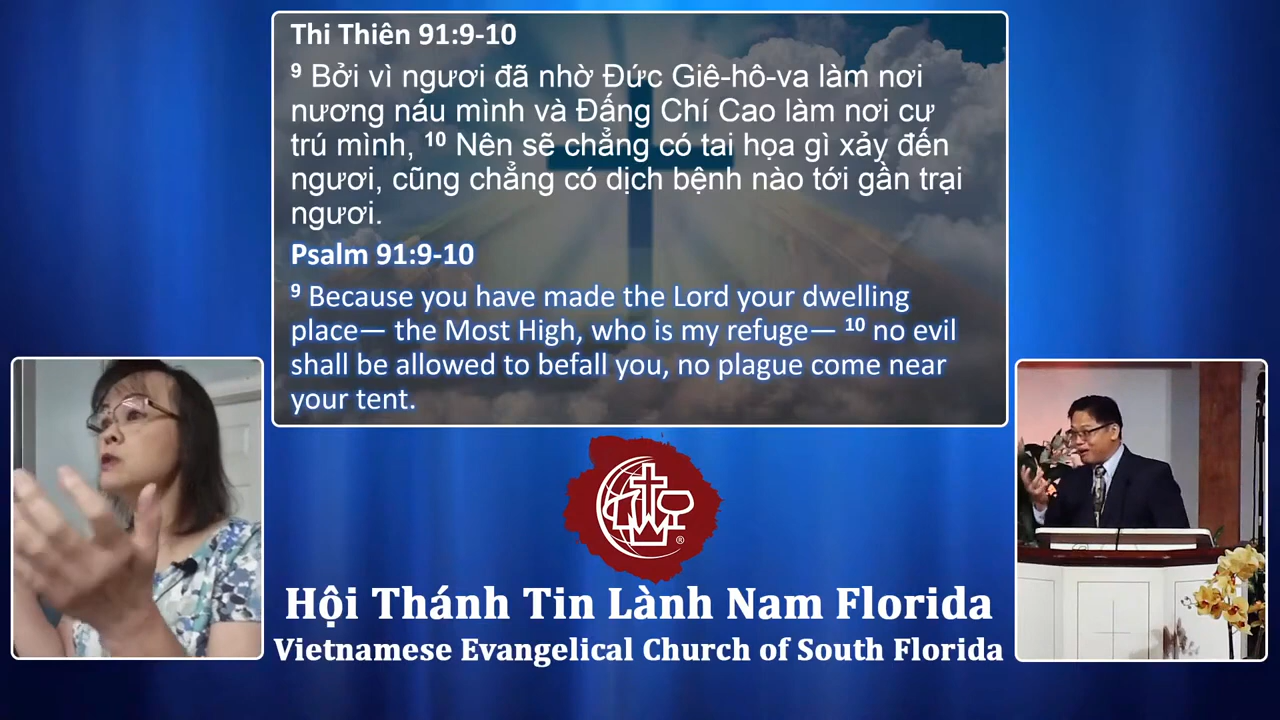 Thi Thiên 91:9-10
⁹ Bởi vì ngươi đã nhờ Đức Giê-hô-va làm nơi
nương náu mình và Đấng Chí Cao làm nơi cư
trú mình, ¹⁰ Nên sẽ chẳng có tai họa gì xảy đến
ngươi, cũng chẳng có dịch bệnh nào tới gần trại
ngươi.
Psalm 91:9-10
⁹ Because you have made the Lord your dwelling
place— the Most High, who is my refuge— ¹⁰ no evil
shall be allowed to befall you, no plague come near
your tent.
®
Hội Thánh Tin Lành Nam Florida
Vietnamese Evangelical Church of South Florida